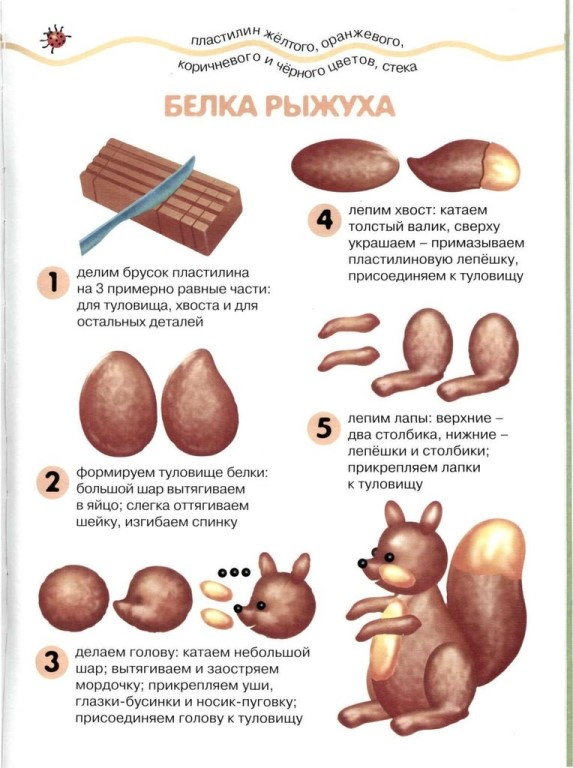 пластилин жёлтого, оранжевого,
коричневого и чёрного цветов, стека
БЕЛКА РЫЖУХА
1
делим брусок пластилина
на 3 примерно равные части:
для туловища, хвоста и для
остальных деталей
2
формируем туловище белки:
большой шар вытягиваем
в яйцо; слегка оттягиваем
шейку, изгибаем спинку
3
делаем голову: катаем небольшой
шар; вытягиваем и заостряем
мордочку; прикрепляем уши,
глазки-бусинки и носик-пуговку;
присоединяем голову к туловищу
4
лепим хвост: катаем
толстый валик, сверху
украшаем – примазываем
пластилиновую лепёшку,
присоединяем к туловищу
5
лепим лапы: верхние –
два столбика, нижние –
лепёшки и столбики;
прикрепляем лапки
к туловищу